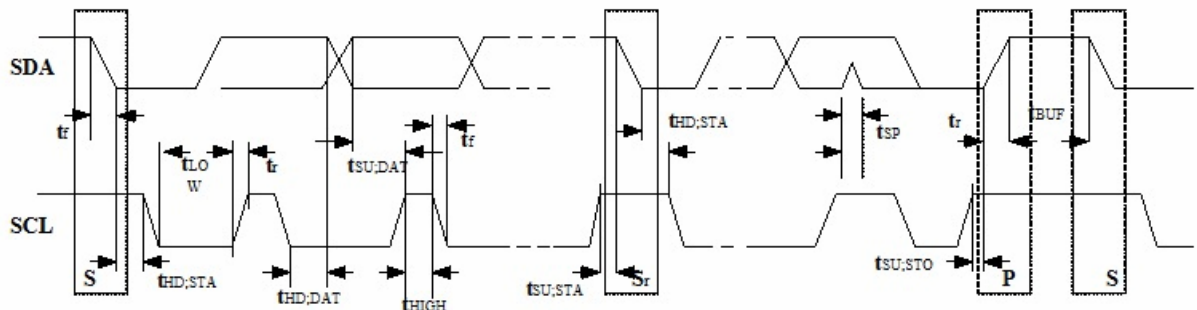 SDA
tf
tLO
W
tr
tSU;DAT
tf
tHD;STA
tSP
tr
tBUF
SCL
S
tHD;STA
tHD;DAT
tHIGH
tSU;STA
Sr
tSU;STO
P
S